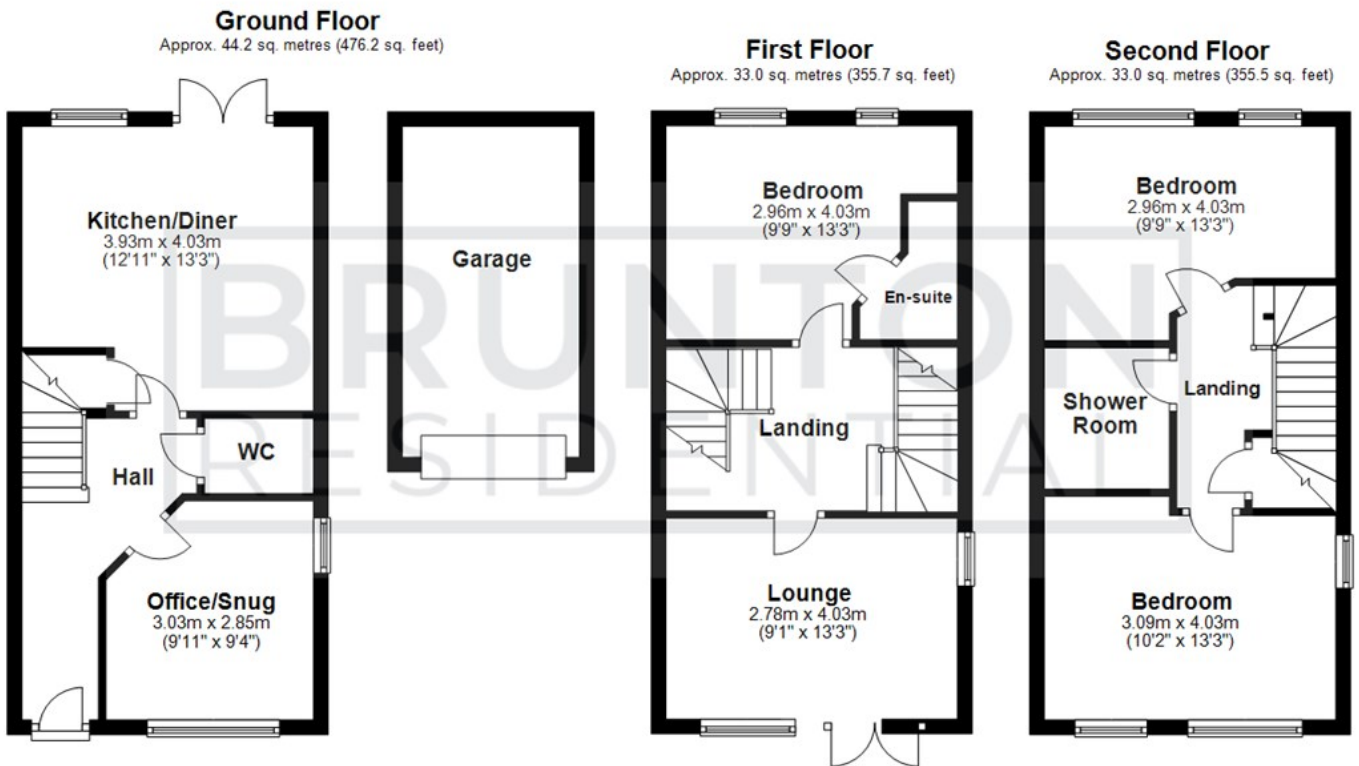 Ground Floor
Approx. 44.2 sq. metres (476.2 sq. feet)
Kitchen/Diner
3.93m x 4.03m
(12'11" x 13'3")
Garage
WC
Hall
Office/Snug
3.03m x 2.85m
(9'11" x 9'4")
First Floor
Approx. 33.0 sq. metres (355.7 sq. feet)
Bedroom
2.96m x 4.03m
(9'9" x 13'3")
En-suite
Landing
Lounge
2.78m x 4.03m
(9'1" x 13'3")
Second Floor
Approx. 33.0 sq. metres (355.5 sq. feet)
Bedroom
2.96m x 4.03m
(9'9" x 13'3")
Landing
Shower
Room
Bedroom
3.09m x 4.03m
(10'2" x 13'3")
BRUNTON
RESIDENTIAL